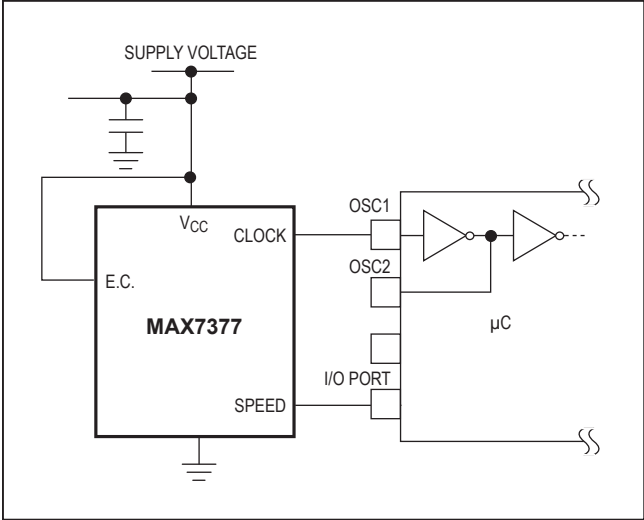 SUPPLY VOLTAGE
VCC
CLOCK
E.C.
MAX7377
SPEED
OSC1
OSC2
µC
I/O PORT